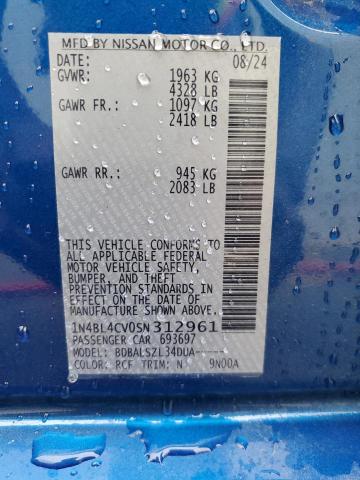 MFD BY NISSAN MOTOR CO., LTD.
DATE: 08/24
GVWR: 1963 KG
4328 LB
GAWR FR.: 1097 KG
2418 LB
GAWR RR.: 945 KG
2083 LB
THIS VEHICLE CONFORMS TO
ALL APPLICABLE FEDERAL
MOTOR VEHICLE SAFETY,
BUMPER, AND THEFT
PREVENTION STANDARDS IN
EFFECT ON THE DATE OF
MANUFACTURE SHOWN ABOVE.
1N4BL4CV0SN312961
PASSENGER CAR 693697
MODEL: BDBALSZL34DUA-----
COLOR: RCF TRIM: N 9N00A